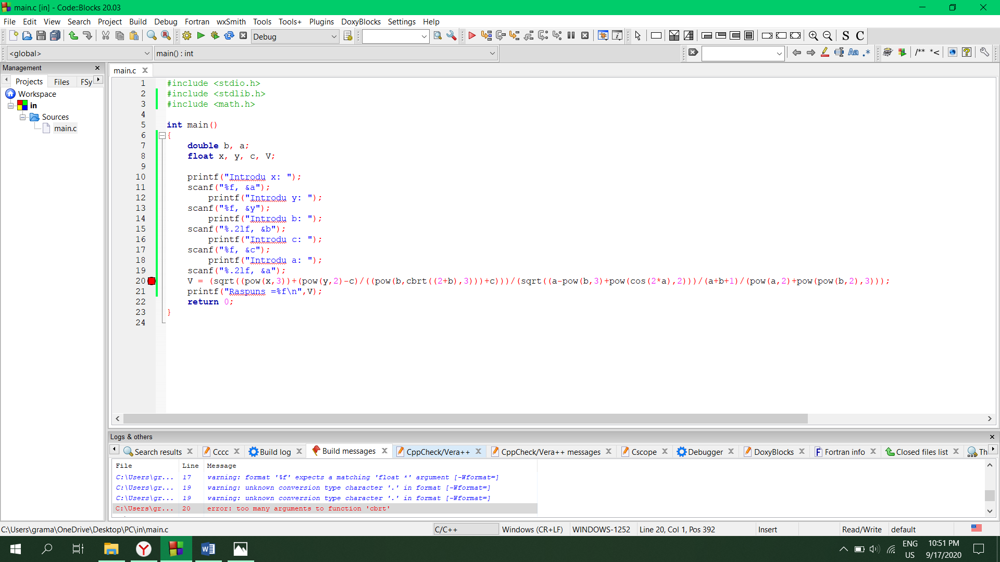 main.c [in] - Code::Blocks 20.03
File Edit View Search Project Build Debug Fortran wxSmith Tools Tools+ Plugins DoxyBlocks Settings Help
Debug
S C
<global> main() : int
Aa .* /** *<
Management
Projects Files FSy
Workspace
in
Sources
main.c
main.c
1 #include <stdio.h>
2 #include <stdlib.h>
3 #include <math.h>
4
5 int main()
6 {
7 double b, a;
8 float x, y, c, V;
9
10 printf("Introdu x: ");
11 scanf("%f, &a");
12 printf("Introdu y: ");
13 scanf("%f, &y");
14 printf("Introdu b: ");
15 scanf("%.2lf, &b");
16 printf("Introdu c: ");
17 scanf("%f, &c");
18 printf("Introdu a: ");
19 scanf("%.2lf, &a");
20 V = (sqrt((pow(x,3))+(pow(y,2)-c)/((pow(b,cbrt((2+b),3)))+c)))/(sqrt((a-pow(b,3)+pow(cos(2*a),2)))/(a+b+1)/(pow(a,2)+pow(pow(b,2),3)));
21 printf("Raspuns =%f\n",V);
22 return 0;
23 }
24
Logs & others
Search results Cccc Build log Build messages CppCheck/Vera++ CppCheck/Vera++ messages Cscope Debugger DoxyBlocks Fortran info Closed files list Th
File Line Message
C:\Users\gr... 17 warning: format '%f' expects a matching 'float *' argument [-Wformat=]
C:\Users\gr... 19 warning: unknown conversion type character '.' in format [-Wformat=]
C:\Users\gr... 19 warning: unknown conversion type character '.' in format [-Wformat=]
C:\Users\gr... 20 error: too many arguments to function 'cbrt'
C:\Users\grama\OneDrive\Desktop\PC\in\main.c C/C++ Windows (CR+LF) WINDOWS-1252 Line 20, Col 1, Pos 392 Insert Read/Write default
ENG
US
10:51 PM
9/17/2020